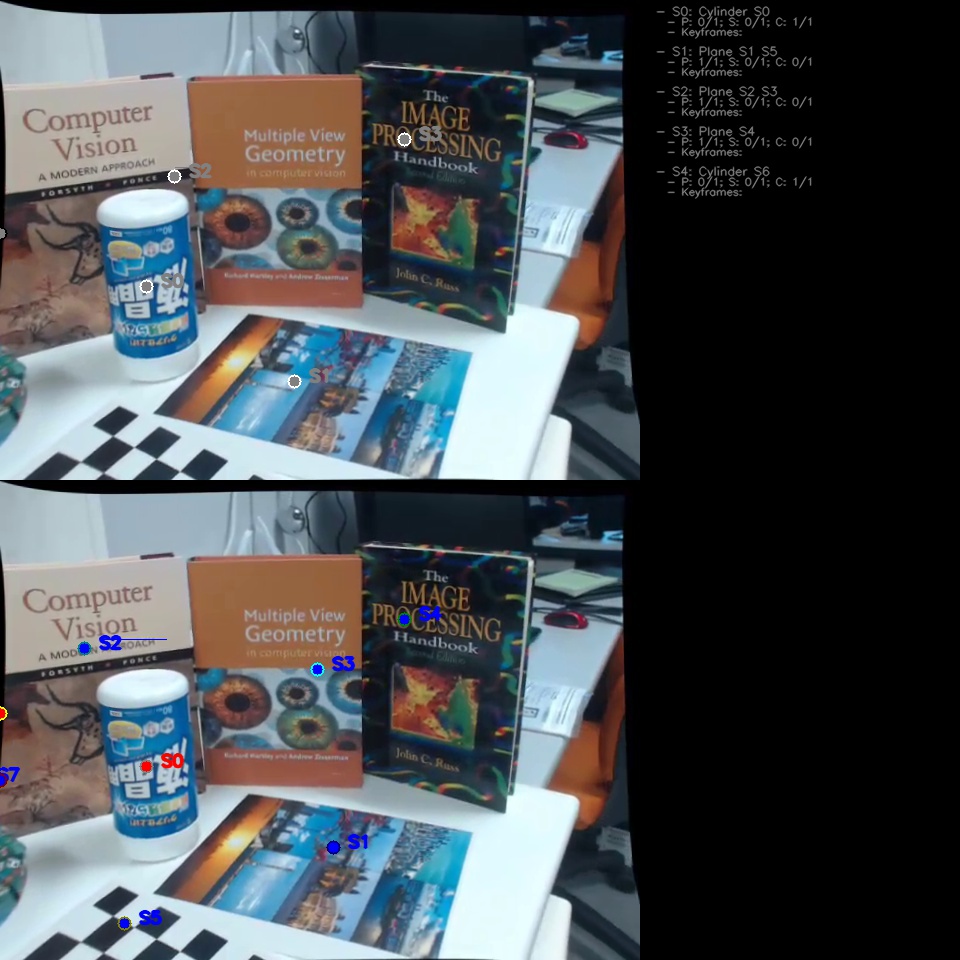 Computer
Vision
A MODERN APPROACH
FORSYTH • PONCE
Multiple View
Geometry
in computer vision
Richard Hartley and Andrew Zisserman
The
IMAGE
PROCESSING
Handbook
Second Edition
John C. Russ
S2
S3
S0
S1
— S0: Cylinder S0
— P: 0/1; S: 0/1; C: 1/1
— Keyframes:
— S1: Plane S1 S5
— P: 1/1; S: 0/1; C: 0/1
— Keyframes:
— S2: Plane S2 S3
— P: 1/1; S: 0/1; C: 0/1
— Keyframes:
— S3: Plane S4
— P: 1/1; S: 0/1; C: 0/1
— Keyframes:
— S4: Cylinder S6
— P: 0/1; S: 0/1; C: 1/1
— Keyframes:
Computer
Vision
A MODERN APPROACH
FORSYTH • PONCE
Multiple View
Geometry
in computer vision
Richard Hartley and Andrew Zisserman
The
IMAGE
PROCESSING
Handbook
Second Edition
John C. Russ
S2
S3
S4
S0
S7
S1
S5